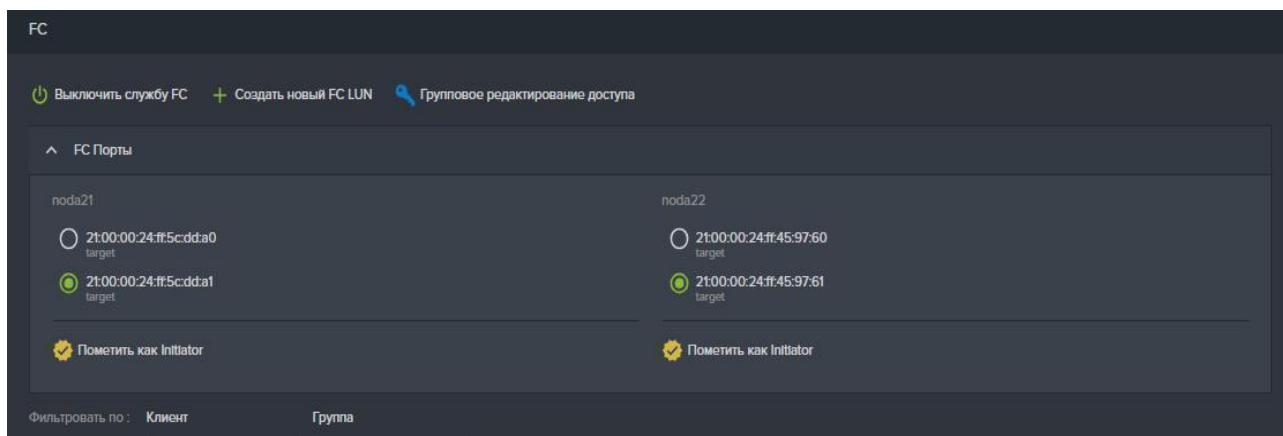 FC
Выключить службу FC + Создать новый FC LUN Групповое редактирование доступа
FC Порты
noda21 noda22
21:00:00:24:ff:5c:dd:a0 21:00:00:24:ff:45:97:60
target target
21:00:00:24:ff:5c:dd:a1 21:00:00:24:ff:45:97:61
target target
Пометить как Initiator Пометить как Initiator
Фильтровать по : Клиент Группа